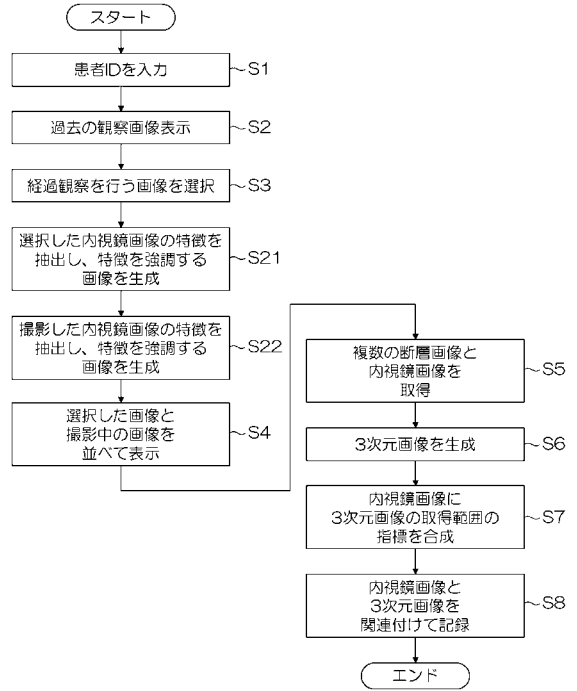 スタート
患者IDを入力
S1
過去の観察画像表示
S2
経過観察を行う画像を選択
S3
選択した内視鏡画像の特徴を
抽出し、特徴を強調する
画像を生成
S21
撮影した内視鏡画像の特徴を
抽出し、特徴を強調する
画像を生成
S22
選択した画像と
撮影中の画像を
並べて表示
S4
複数の断層画像と
内視鏡画像を
取得
S5
3次元画像を生成
S6
内視鏡画像に
3次元画像の取得範囲の
指標を合成
S7
内視鏡画像と
3次元画像を
関連付けて記録
S8
エンド